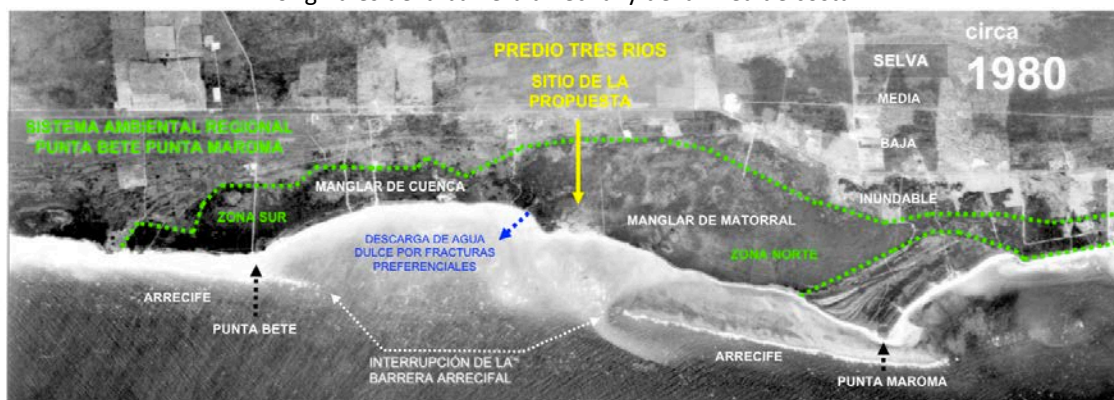 PREDIO TRES RIOS
SITIO DE LA
PROPUESTA
circa
1980
SELVA
MEDIA
BAJA
INUNDABLE
SISTEMA AMBIENTAL REGIONAL
PUNTA BETE PUNTA MAROMA
MANGLAR DE CUENCA
ZONA SUR
MANGLAR DE MATORRAL
ZONA NORTE
DESCARGA DE AGUA
DULCE POR FRACTURAS
PREFERENCIALES
ARRECIFE
PUNTA BETE
INTERRUPCIÓN DE LA
BARRERA ARRECIFAL
ARRECIFE
PUNTA MAROMA